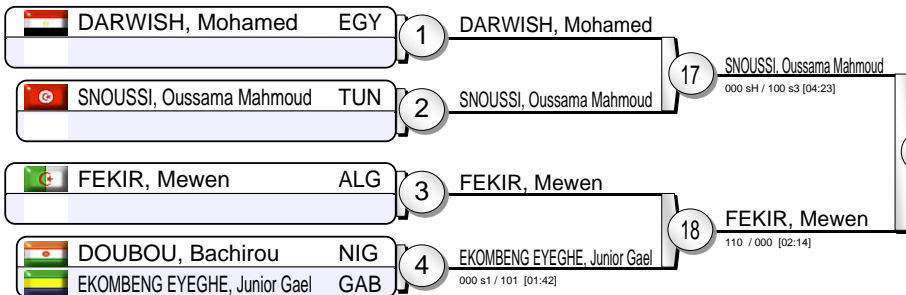 DARWISH, Mohamed EGY
1
DARWISH, Mohamed
SNOUSSI, Oussama Mahmoud TUN
2
SNOUSSI, Oussama Mahmoud
17
SNOUSSI, Oussama Mahmoud
000 sH / 100 s3 [04:23]
FEKIR, Mewen ALG
3
FEKIR, Mewen
DOUBOU, Bachirou NIG
EKOMBENG EYEGHE, Junior Gael GAB
4
EKOMBENG EYEGHE, Junior Gael
000 s1 / 101 [01:42]
18
FEKIR, Mewen
110 / 000 [02:14]